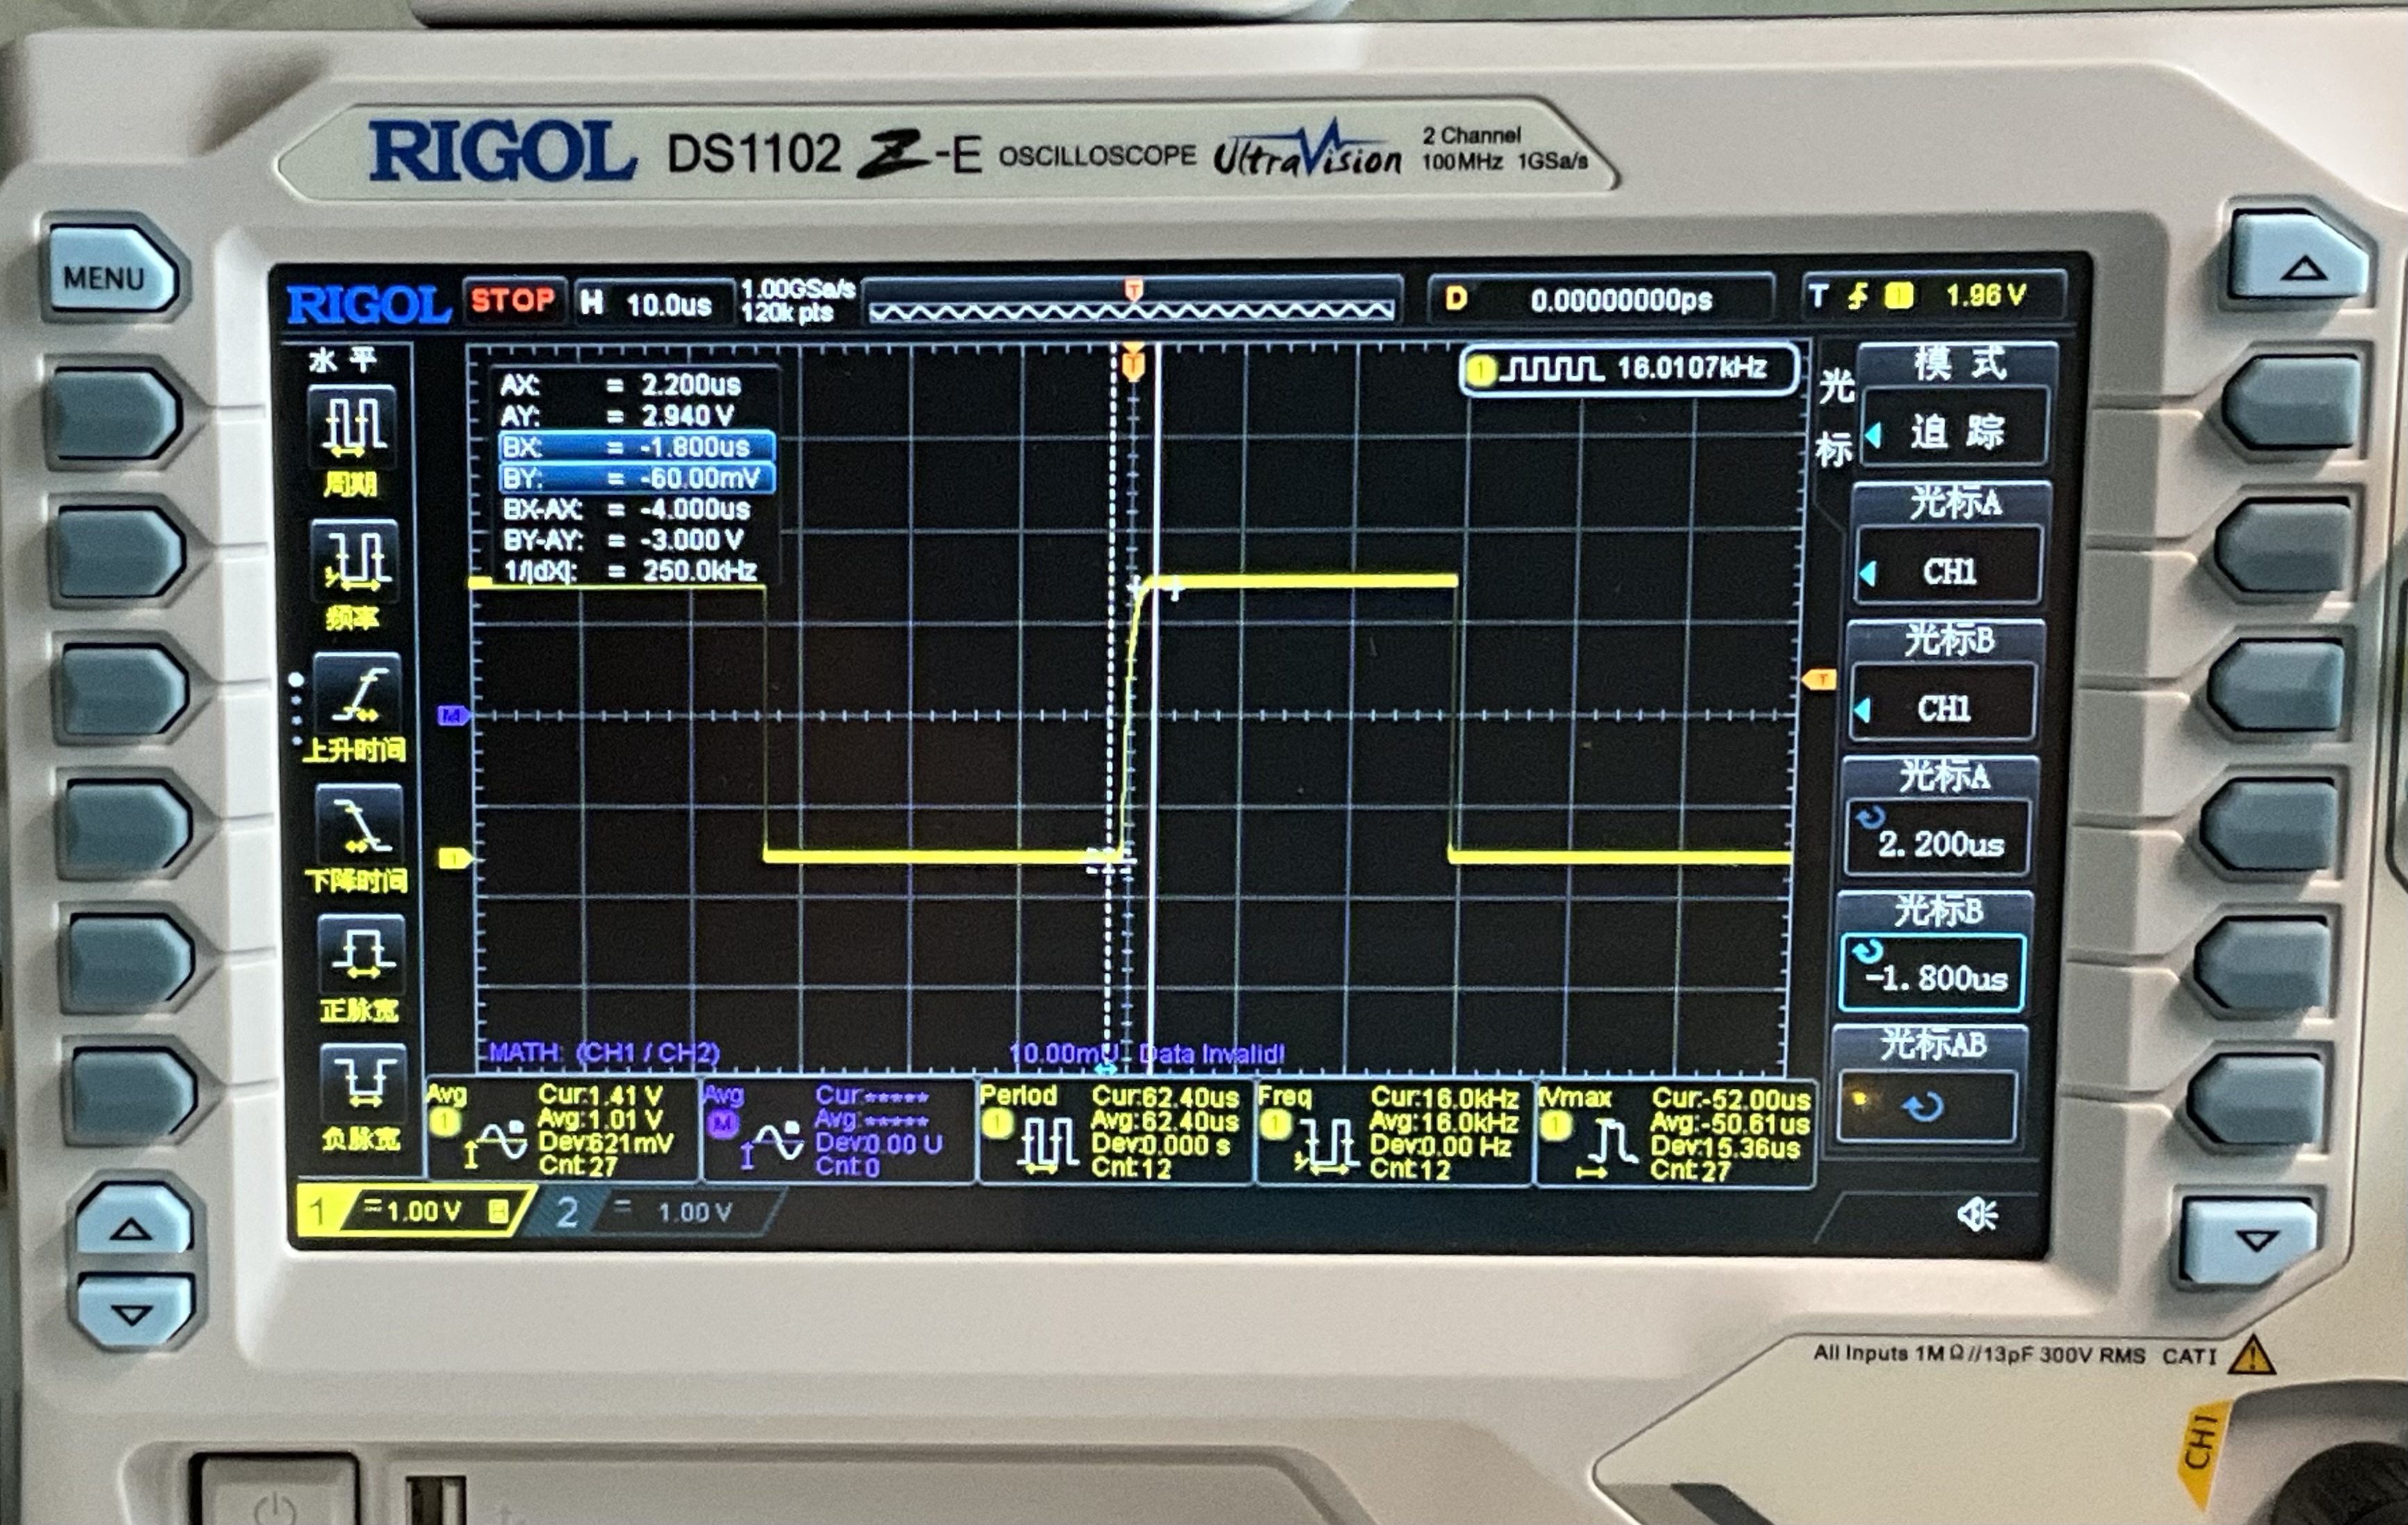 RIGOL DS1102 Z-E OSCILLOSCOPE UltraVision 2 Channel
100MHz 1GSa/s
MENU
RIGOL STOP H 10.0us 1.00GSa/s
120k pts
T
D 0.00000000ps T 1 1.96 V
水平
周期
频率
上升时间
下降时间
正脉宽
负脉宽
AX: = 2.200us
AY: = 2.940 V
BX: = -1.800us
BY: = -60.00mV
BX-AX: = -4.000us
BY-AY: = -3.000 V
1/|dX|: = 250.0kHz
T
1 16.0107kHz
M
1
T
MATH: (CH1 / CH2) 10.00mU Data Invalid!
光标
模式
追踪
光标A
CH1
光标B
CH1
光标A
2.200us
光标B
-1.800us
光标AB
Avg
1
Cur:1.41 V
Avg:1.01 V
Dev:621mV
Cnt:27
Avg
M
Cur:*****
Avg:*****
Dev:0.00 U
Cnt:0
Period
1
Cur:62.40us
Avg:62.40us
Dev:0.000 s
Cnt:12
Freq
1
Cur:16.0kHz
Avg:16.0kHz
Dev:0.00 Hz
Cnt:12
tVmax
1
Cur:-52.00us
Avg:-50.61us
Dev:15.36us
Cnt:27
1 = 1.00 V B 2 = 1.00 V
All Inputs 1MΩ//13pF 300V RMS CAT I
CH1